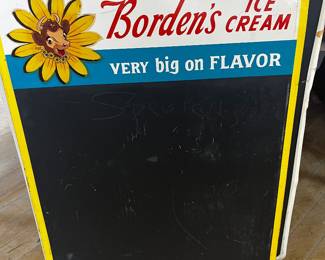 Borden's ICE CREAM
VERY big on FLAVOR